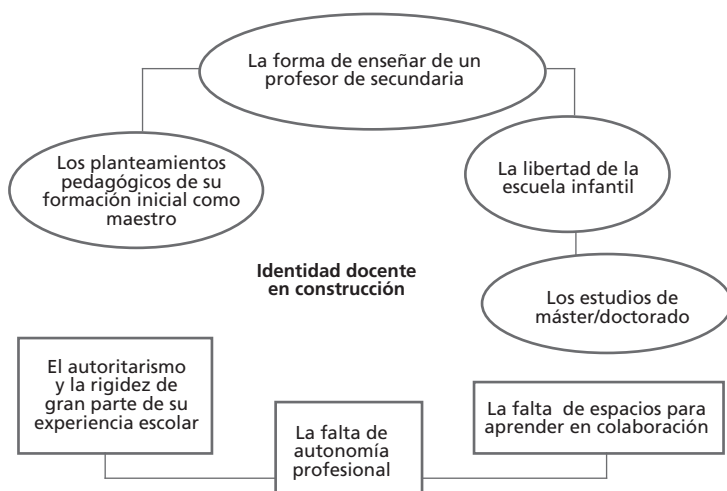 La forma de enseñar de un
profesor de secundaria
Los planteamientos
pedagógicos de su
formación inicial como
maestro
La libertad de la
escuela infantil
Identidad docente
en construcción
Los estudios de
máster/doctorado
El autoritarismo
y la rigidez de
gran parte de su
experiencia escolar
La falta de
autonomía
profesional
La falta de espacios para
aprender en colaboración